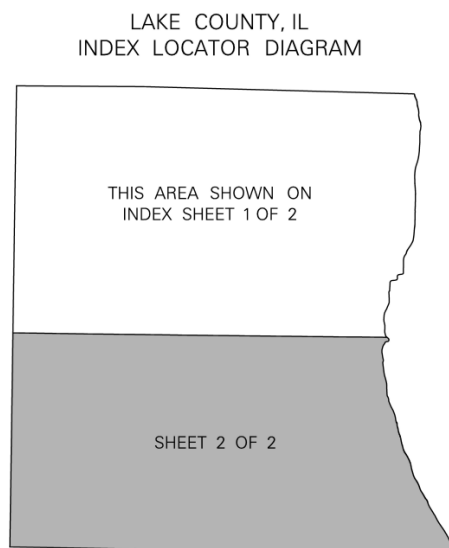 LAKE COUNTY, IL
INDEX LOCATOR DIAGRAM
THIS AREA SHOWN ON
INDEX SHEET 1 OF 2
SHEET 2 OF 2